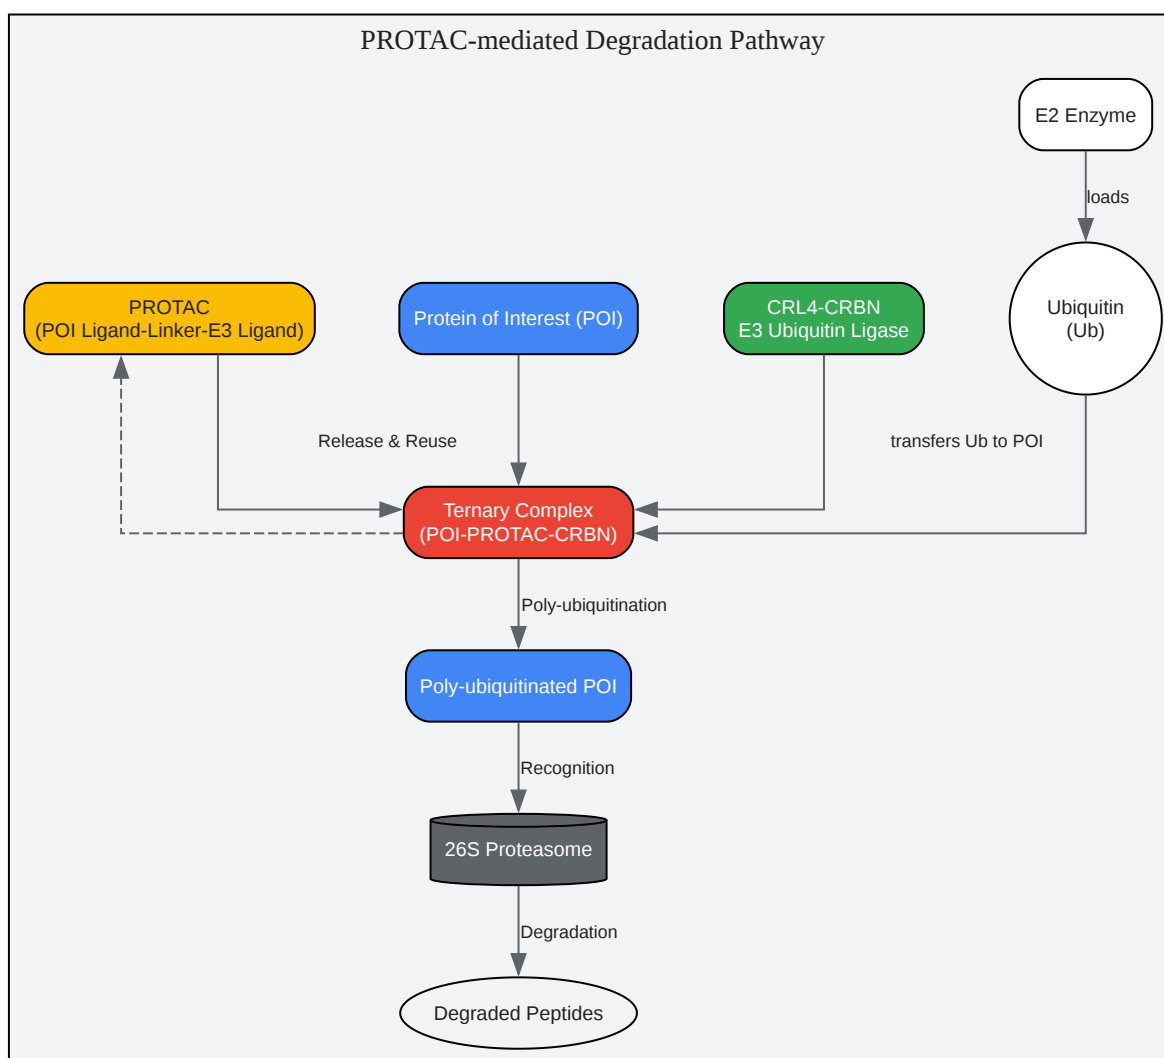 PROTAC-mediated Degradation Pathway
E2 Enzyme
loads
PROTAC
(POI Ligand-Linker-E3 Ligand)
Protein of Interest (POI)
CRL4-CRBN
E3 Ubiquitin Ligase
Ubiquitin
(Ub)
Release & Reuse
transfers Ub to POI
Ternary Complex
(POI-PROTAC-CRBN)
Poly-ubiquitination
Poly-ubiquitinated POI
Recognition
26S Proteasome
Degradation
Degraded Peptides